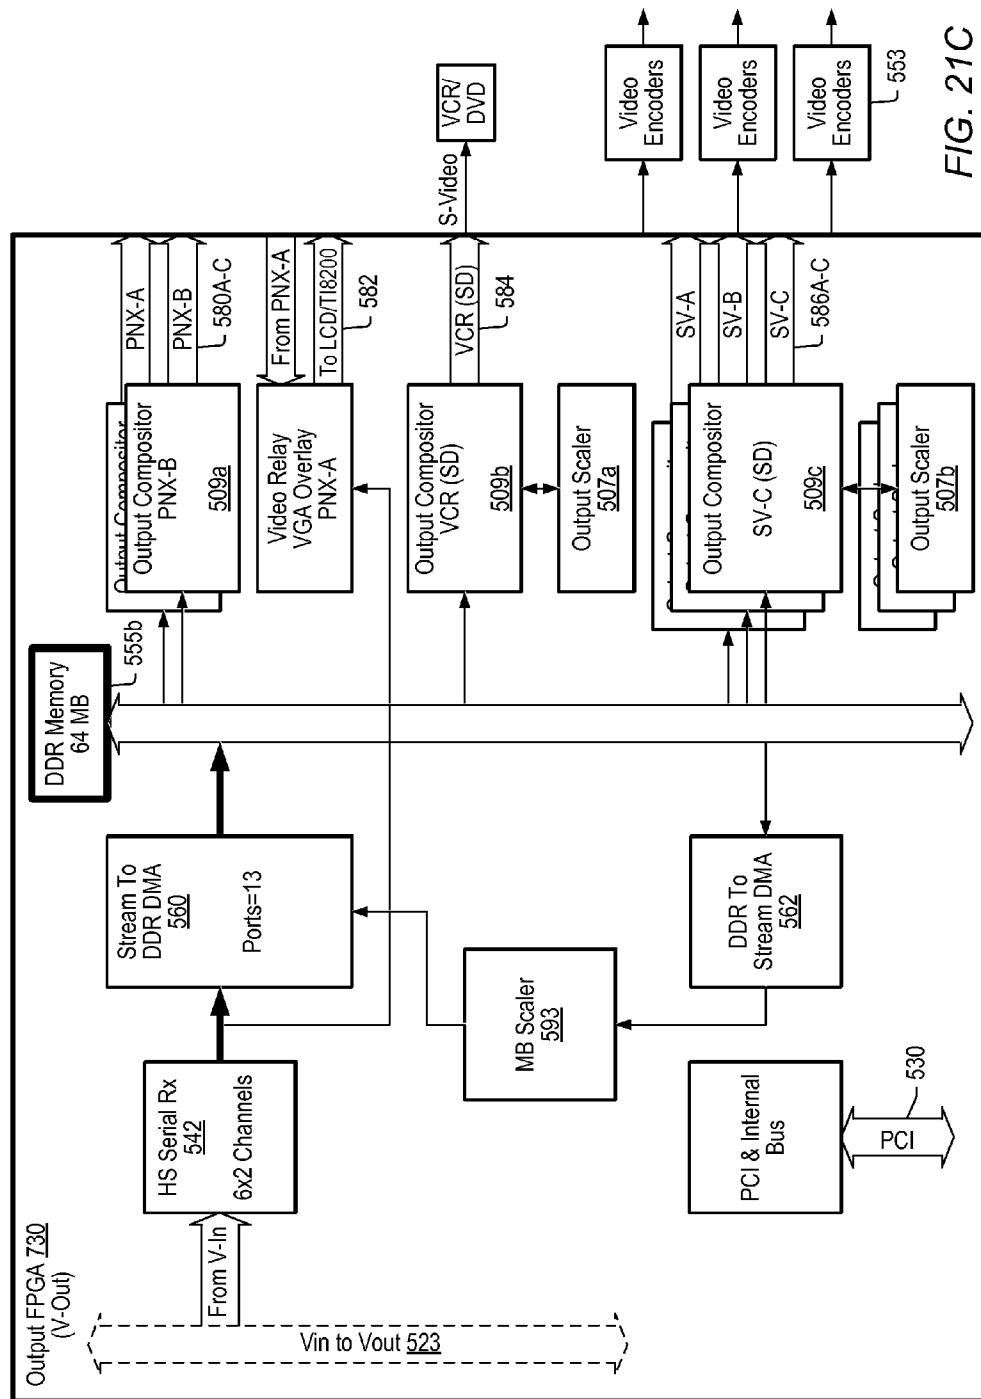 Output FPGA 730
(V-Out)
Vin to Vout 523
From V-In
HS Serial Rx
542
6x2 Channels
Stream To
DDR DMA
560
Ports=13
DDR Memory
64 MB
555b
MB Scaler
593
PCI & Internal
Bus
PCI
530
DDR To
Stream DMA
562
Output Compositor
Output Compositor
PNX-B
509a
PNX-A
PNX-B
580A-C
Video Relay
VGA Overlay
PNX-A
From PNX-A
To LCD/TI8200
582
Output Compositor
VCR (SD)
509b
VCR (SD)
584
S-Video
VCR/
DVD
Output Scaler
507a
Output Compositor
SV-C (SD)
509c
SV-A
SV-B
SV-C
586A-C
Output Scaler
507b
Video
Encoders
Video
Encoders
Video
Encoders
553
FIG. 21C